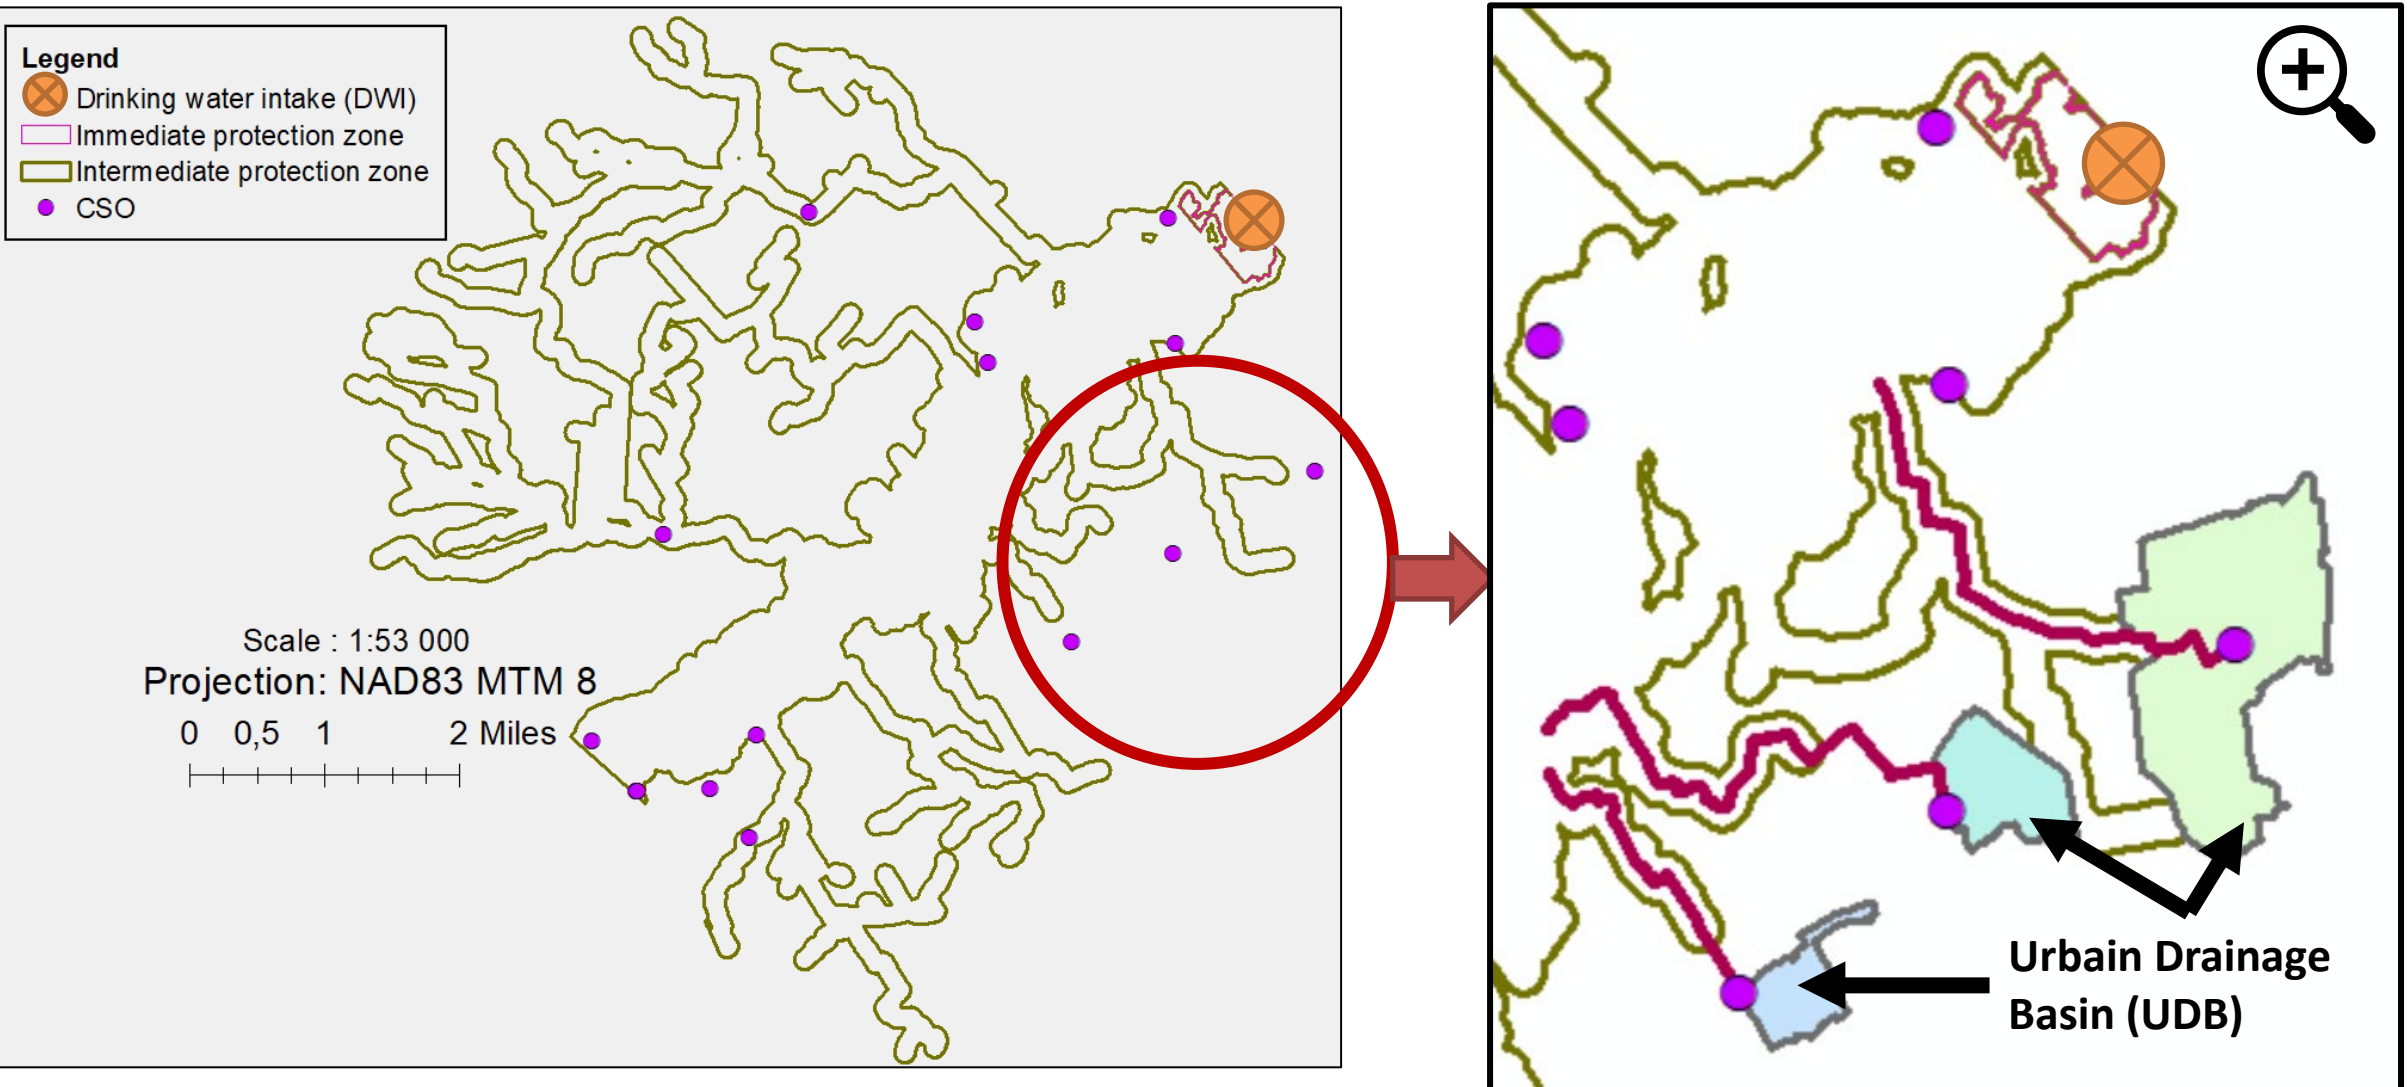 Legend
Drinking water intake (DWI)
Immediate protection zone
Intermediate protection zone
CSO
Scale : 1:53 000
Projection: NAD83 MTM 8
0 0,5 1 2 Miles
Urbain Drainage
Basin (UDB)